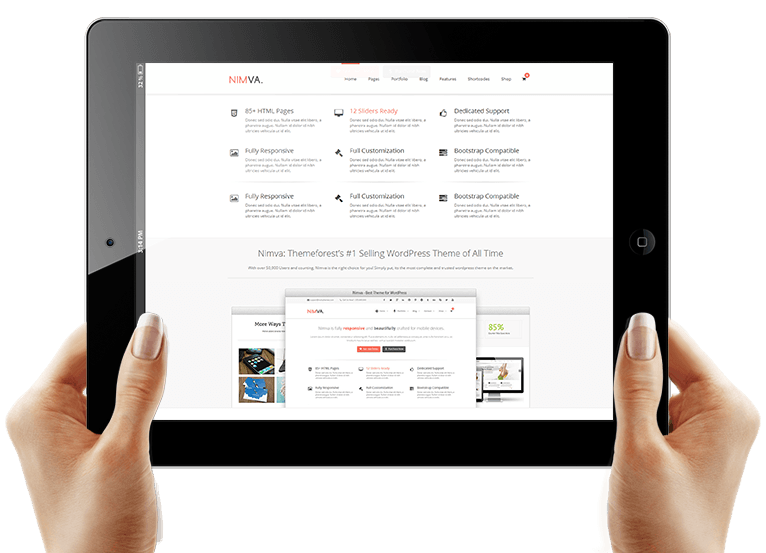 32 %
3:14 PM
NIMVA.
Home Pages Portfolio Blog Features Shortcodes Shop
85+ HTML Pages
Donec sed odio dui. Nulla vitae elit libero, a
pharetra augue. Nullam id dolor id nibh
ultricies vehicula ut id elit.
12 Sliders Ready
Donec sed odio dui. Nulla vitae elit libero, a
pharetra augue. Nullam id dolor id nibh
ultricies vehicula ut id elit.
Dedicated Support
Donec sed odio dui. Nulla vitae elit libero, a
pharetra augue. Nullam id dolor id nibh
ultricies vehicula ut id elit.
Fully Responsive
Donec sed odio dui. Nulla vitae elit libero, a
pharetra augue. Nullam id dolor id nibh
ultricies vehicula ut id elit.
Full Customization
Donec sed odio dui. Nulla vitae elit libero, a
pharetra augue. Nullam id dolor id nibh
ultricies vehicula ut id elit.
Bootstrap Compatible
Donec sed odio dui. Nulla vitae elit libero, a
pharetra augue. Nullam id dolor id nibh
ultricies vehicula ut id elit.
Fully Responsive
Donec sed odio dui. Nulla vitae elit libero, a
pharetra augue. Nullam id dolor id nibh
ultricies vehicula ut id elit.
Full Customization
Donec sed odio dui. Nulla vitae elit libero, a
pharetra augue. Nullam id dolor id nibh
ultricies vehicula ut id elit.
Bootstrap Compatible
Donec sed odio dui. Nulla vitae elit libero, a
pharetra augue. Nullam id dolor id nibh
ultricies vehicula ut id elit.
Nimva: Themeforest's #1 Selling WordPress Theme of All Time
With over 50,000 Users and counting, Nimva is the right choice for you! Simply put, its the most complete and trusted wordpress theme on the market.
Nimva - Best Theme for WordPress
NIMVA.
More Ways T
Nimva is fully responsive and beautifully crafted for mobile devices.
85%
85+ HTML Pages
12 Sliders Ready
Dedicated Support
Fully Responsive
Full Customization
Bootstrap Compatible